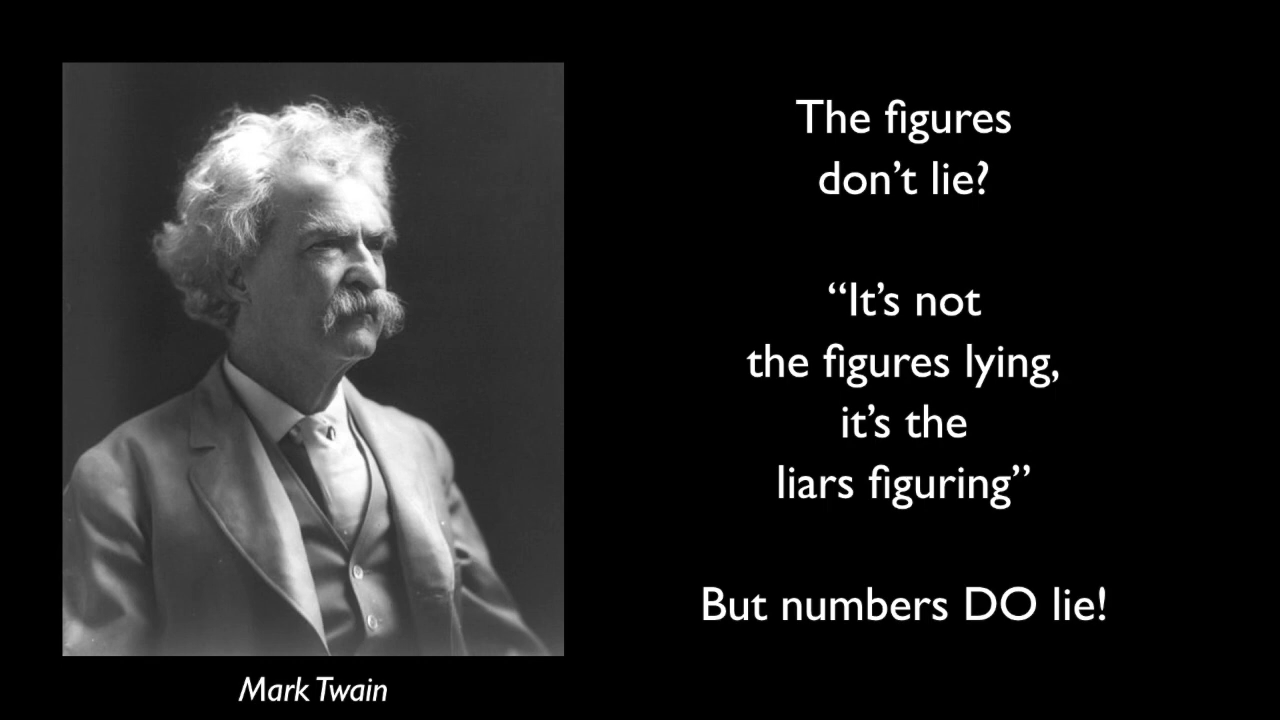 The figures
don’t lie?
“It’s not
the figures lying,
it’s the
liars figuring”
But numbers DO lie!
Mark Twain